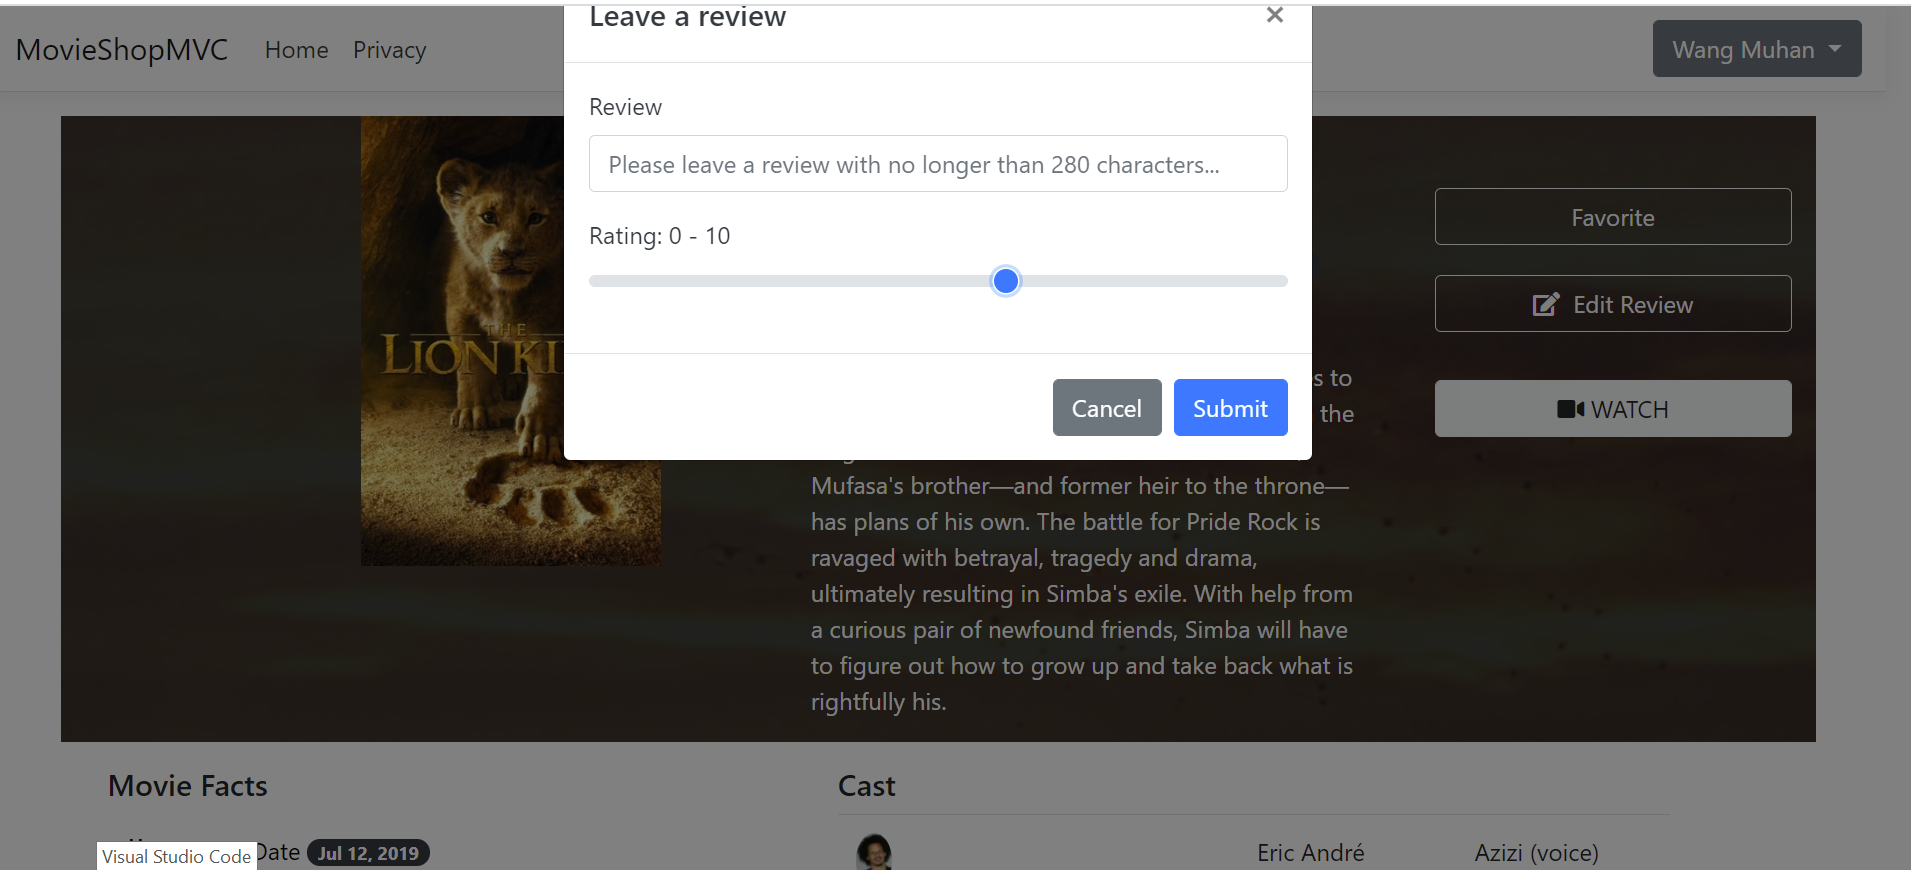 Leave a review ×
MovieShopMVC Home Privacy Wang Muhan
Review
Please leave a review with no longer than 280 characters...
Rating: 0 - 10
Cancel Submit
Favorite
Edit Review
WATCH
THE
LION KI
s to
the
Mufasa's brother—and former heir to the throne—
has plans of his own. The battle for Pride Rock is
ravaged with betrayal, tragedy and drama,
ultimately resulting in Simba's exile. With help from
a curious pair of newfound friends, Simba will have
to figure out how to grow up and take back what is
rightfully his.
Movie Facts
Date Jul 12, 2019
Visual Studio Code
Cast
Eric André Azizi (voice)